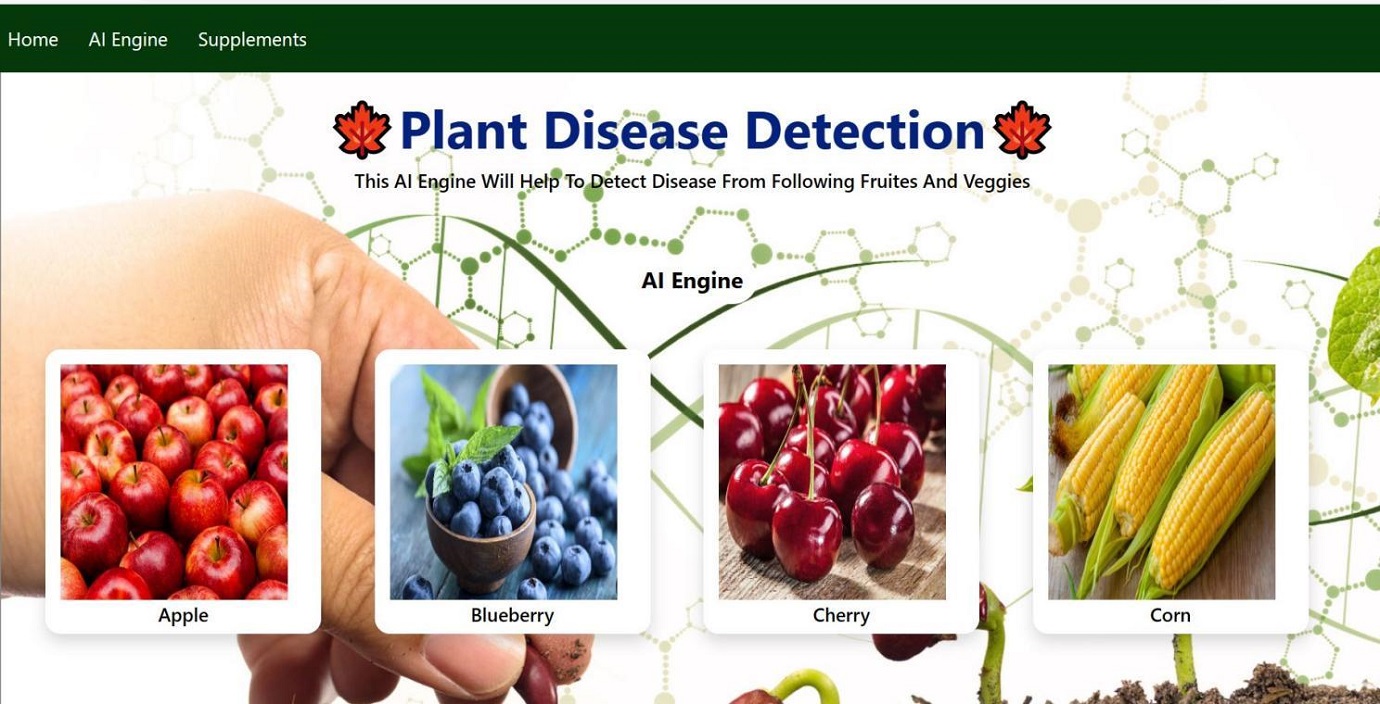 Home AI Engine Supplements
Plant Disease Detection
This AI Engine Will Help To Detect Disease From Following Fruites And Veggies
AI Engine
Apple Blueberry Cherry Corn